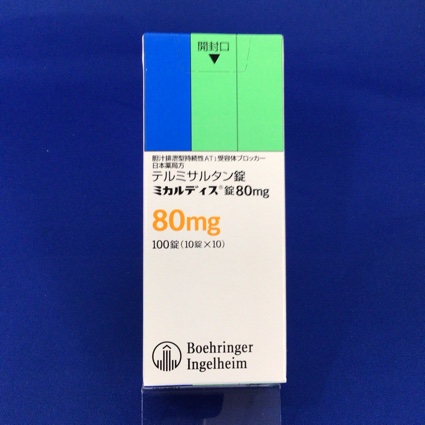 開封口
胆汁排泄型持続性AT₁受容体ブロッカー
日本薬局方
テルミサルタン錠
ミカルディス®錠80mg
80mg
100錠(10錠×10)
Boehringer
Ingelheim